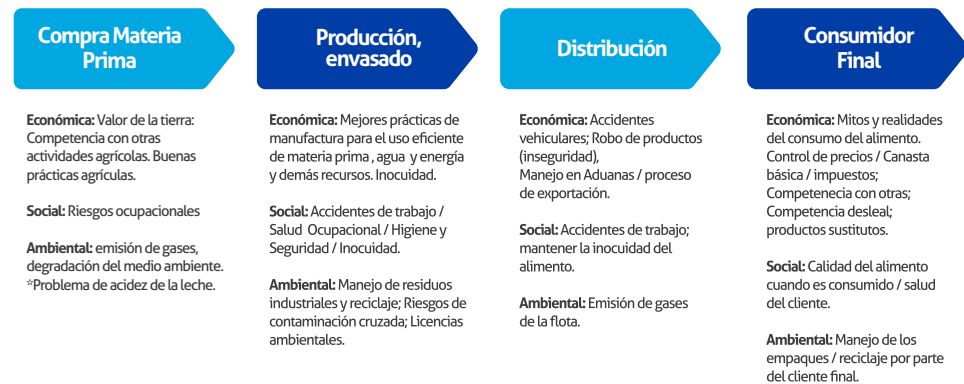 Compra Materia
Prima
Económica: Valor de la tierra:
Competencia con otras
actividades agrícolas. Buenas
prácticas agrículas.
Social: Riesgos ocupacionales
Ambiental: emisión de gases,
degradación del medio ambiente.
*Problema de acidez de la leche.
Producción,
envasado
Económica: Mejores prácticas de
manufactura para el uso eficiente
de materia prima , agua y energía
y demás recursos. Inocuidad.
Social: Accidentes de trabajo /
Salud Ocupacional / Higiene y
Seguridad / Inocuidad.
Ambiental: Manejo de residuos
industriales y reciclaje; Riesgos de
contaminación cruzada; Licencias
ambientales.
Distribución
Económica: Accidentes
vehiculares; Robo de productos
(inseguridad),
Manejo en Aduanas / proceso
de exportación.
Social: Accidentes de trabajo;
mantener la inocuidad del
alimento.
Ambiental: Emisión de gases
de la flota.
Consumidor
Final
Económica: Mitos y realidades
del consumo del alimento.
Control de precios / Canasta
básica / impuestos;
Competenecia con otras;
Competencia desleal;
productos sustitutos.
Social: Calidad del alimento
cuando es consumido / salud
del cliente.
Ambiental: Manejo de los
empaques / reciclaje por parte
del cliente final.